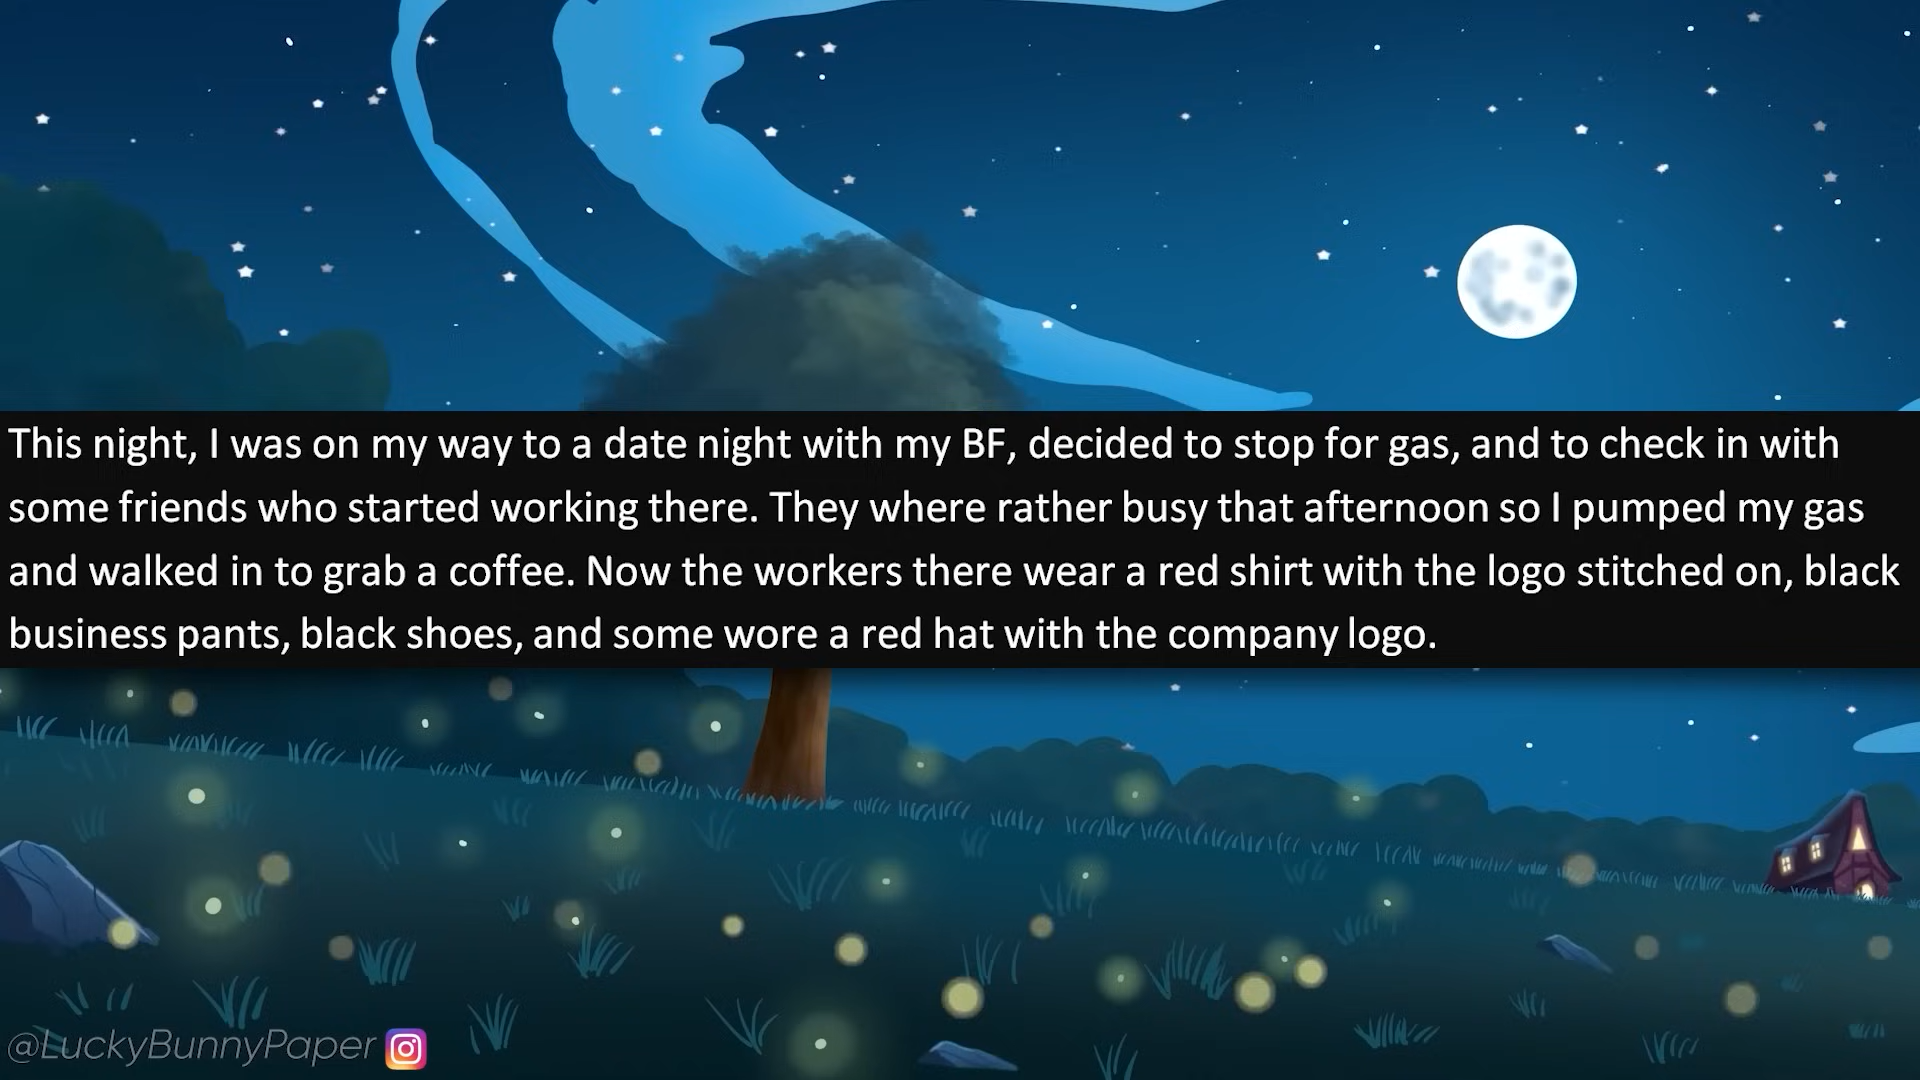 This night, I was on my way to a date night with my BF, decided to stop for gas, and to check in with
some friends who started working there. They where rather busy that afternoon so I pumped my gas
and walked in to grab a coffee. Now the workers there wear a red shirt with the logo stitched on, black
business pants, black shoes, and some wore a red hat with the company logo.
@LuckyBunnyPaper